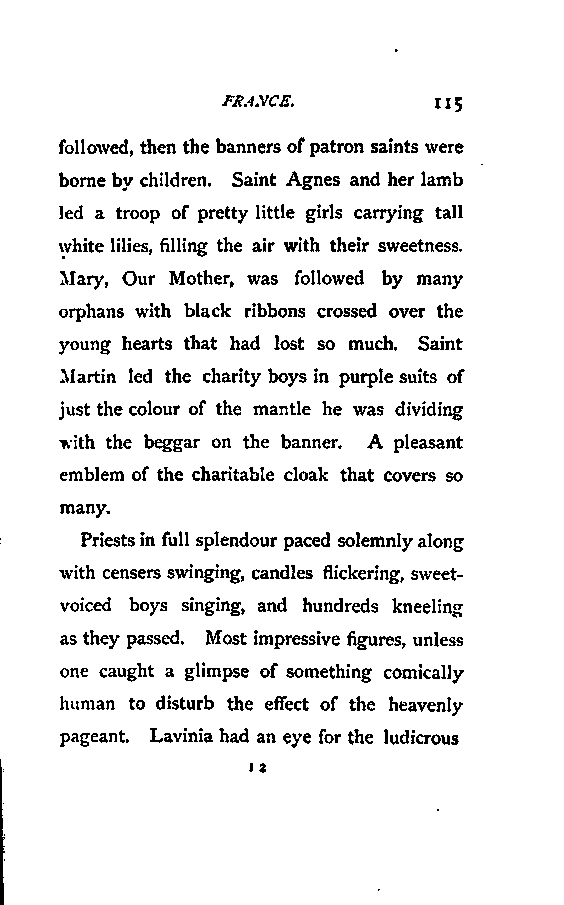 FRANCE. 115
followed, then the banners of patron saints were
borne by children. Saint Agnes and her lamb
led a troop of pretty little girls carrying tall
white lilies, filling the air with their sweetness.
Mary, Our Mother, was followed by many
orphans with black ribbons crossed over the
young hearts that had lost so much. Saint
Martin led the charity boys in purple suits of
just the colour of the mantle he was dividing
with the beggar on the banner. A pleasant
emblem of the charitable cloak that covers so
many.
Priests in full splendour paced solemnly along
with censers swinging, candles flickering, sweet-
voiced boys singing, and hundreds kneeling
as they passed. Most impressive figures, unless
one caught a glimpse of something comically
human to disturb the effect of the heavenly
pageant. Lavinia had an eye for the ludicrous
I 2